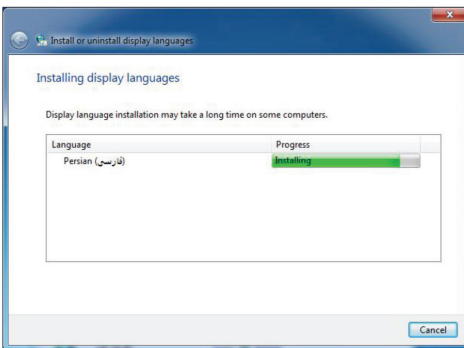 Install or uninstall display languages
Installing display languages
Display language installation may take a long time on some computers.
Language Progress
Persian (فارسی) Installing
Cancel